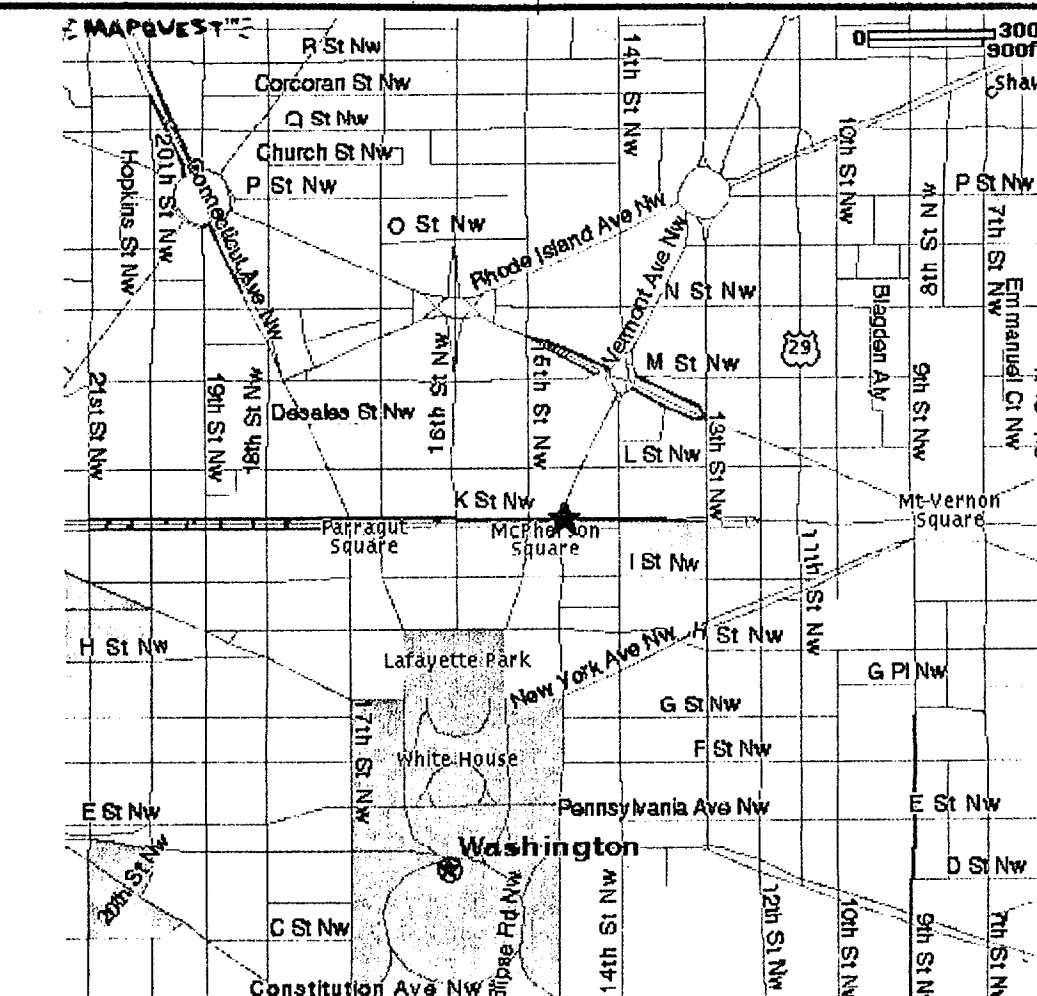 MAPQUEST™
0 300
900f
R St Nw
14th St Nw
Corcoran St Nw
Shaw
Q St Nw
10th St Nw
Church St Nw
Hopkins St Nw
20th St Nw
Connecticut Ave Nw
P St Nw
P St Nw
8th St N w
7th St Nw
O St Nw
Rhode Island Ave Nw
Vermont Ave Nw
N St Nw
Emmanuel Ct Nw
Blagden Aly
29
M St Nw
15th St Nw
16th St Nw
21st St Nw
19th St Nw
18th St Nw
Desales St Nw
9th St Nw
13th St Nw
L St Nw
K St Nw
Mt Vernon
Square
Farragut
Square
McPherson
Square
I St Nw
11th St Nw
H St Nw
H St Nw
Lafayette Park
New York Ave Nw
G Pl Nw
17th St Nw
G St Nw
F St Nw
White House
E St Nw
Pennsylvania Ave Nw
E St Nw
Washington
20th St Nw
D St Nw
C St Nw
14th St Nw
12th St Nw
10th St N
9th St N
7th St N
Constitution Ave Nw
llipse Rd Nw